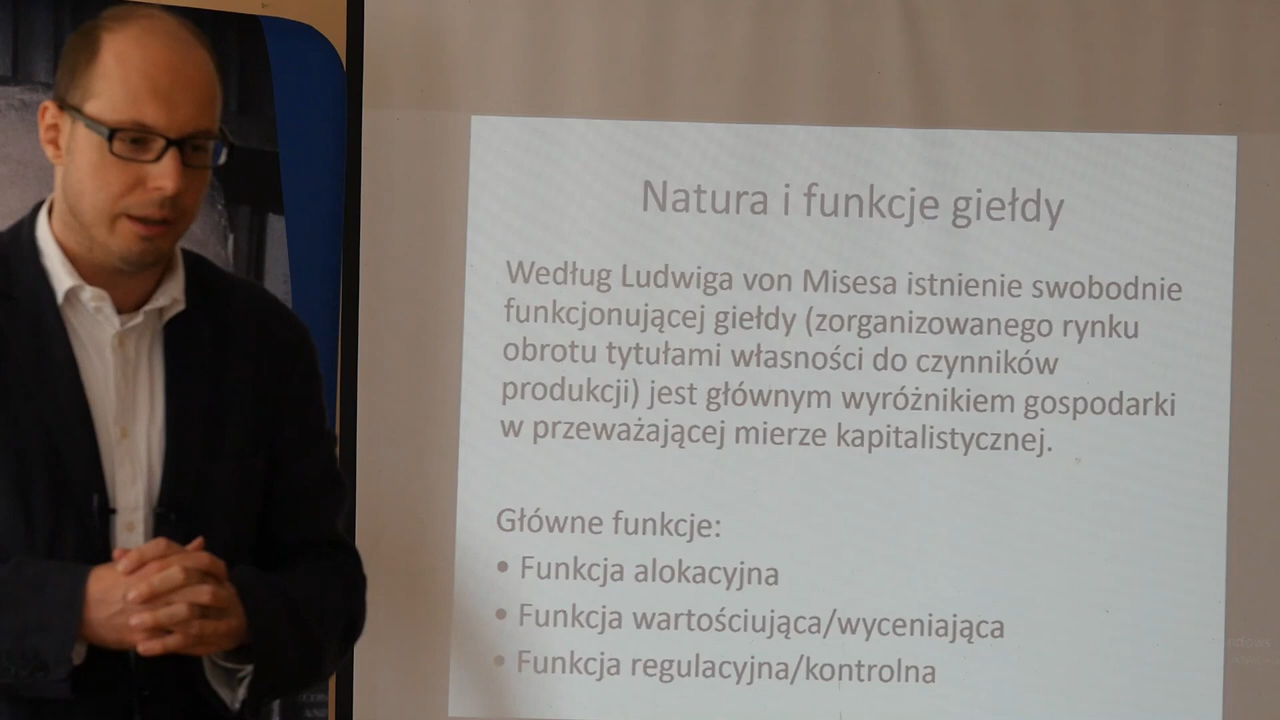 Natura i funkcje giełdy
Według Ludwiga von Misesa istnienie swobodnie
funkcjonującej giełdy (zorganizowanego rynku
obrotu tytułami własności do czynników
produkcji) jest głównym wyróżnikiem gospodarki
w przeważającej mierze kapitalistycznej.
Główne funkcje:
• Funkcja alokacyjna
• Funkcja wartościująca/wyceniająca
• Funkcja regulacyjna/kontrolna